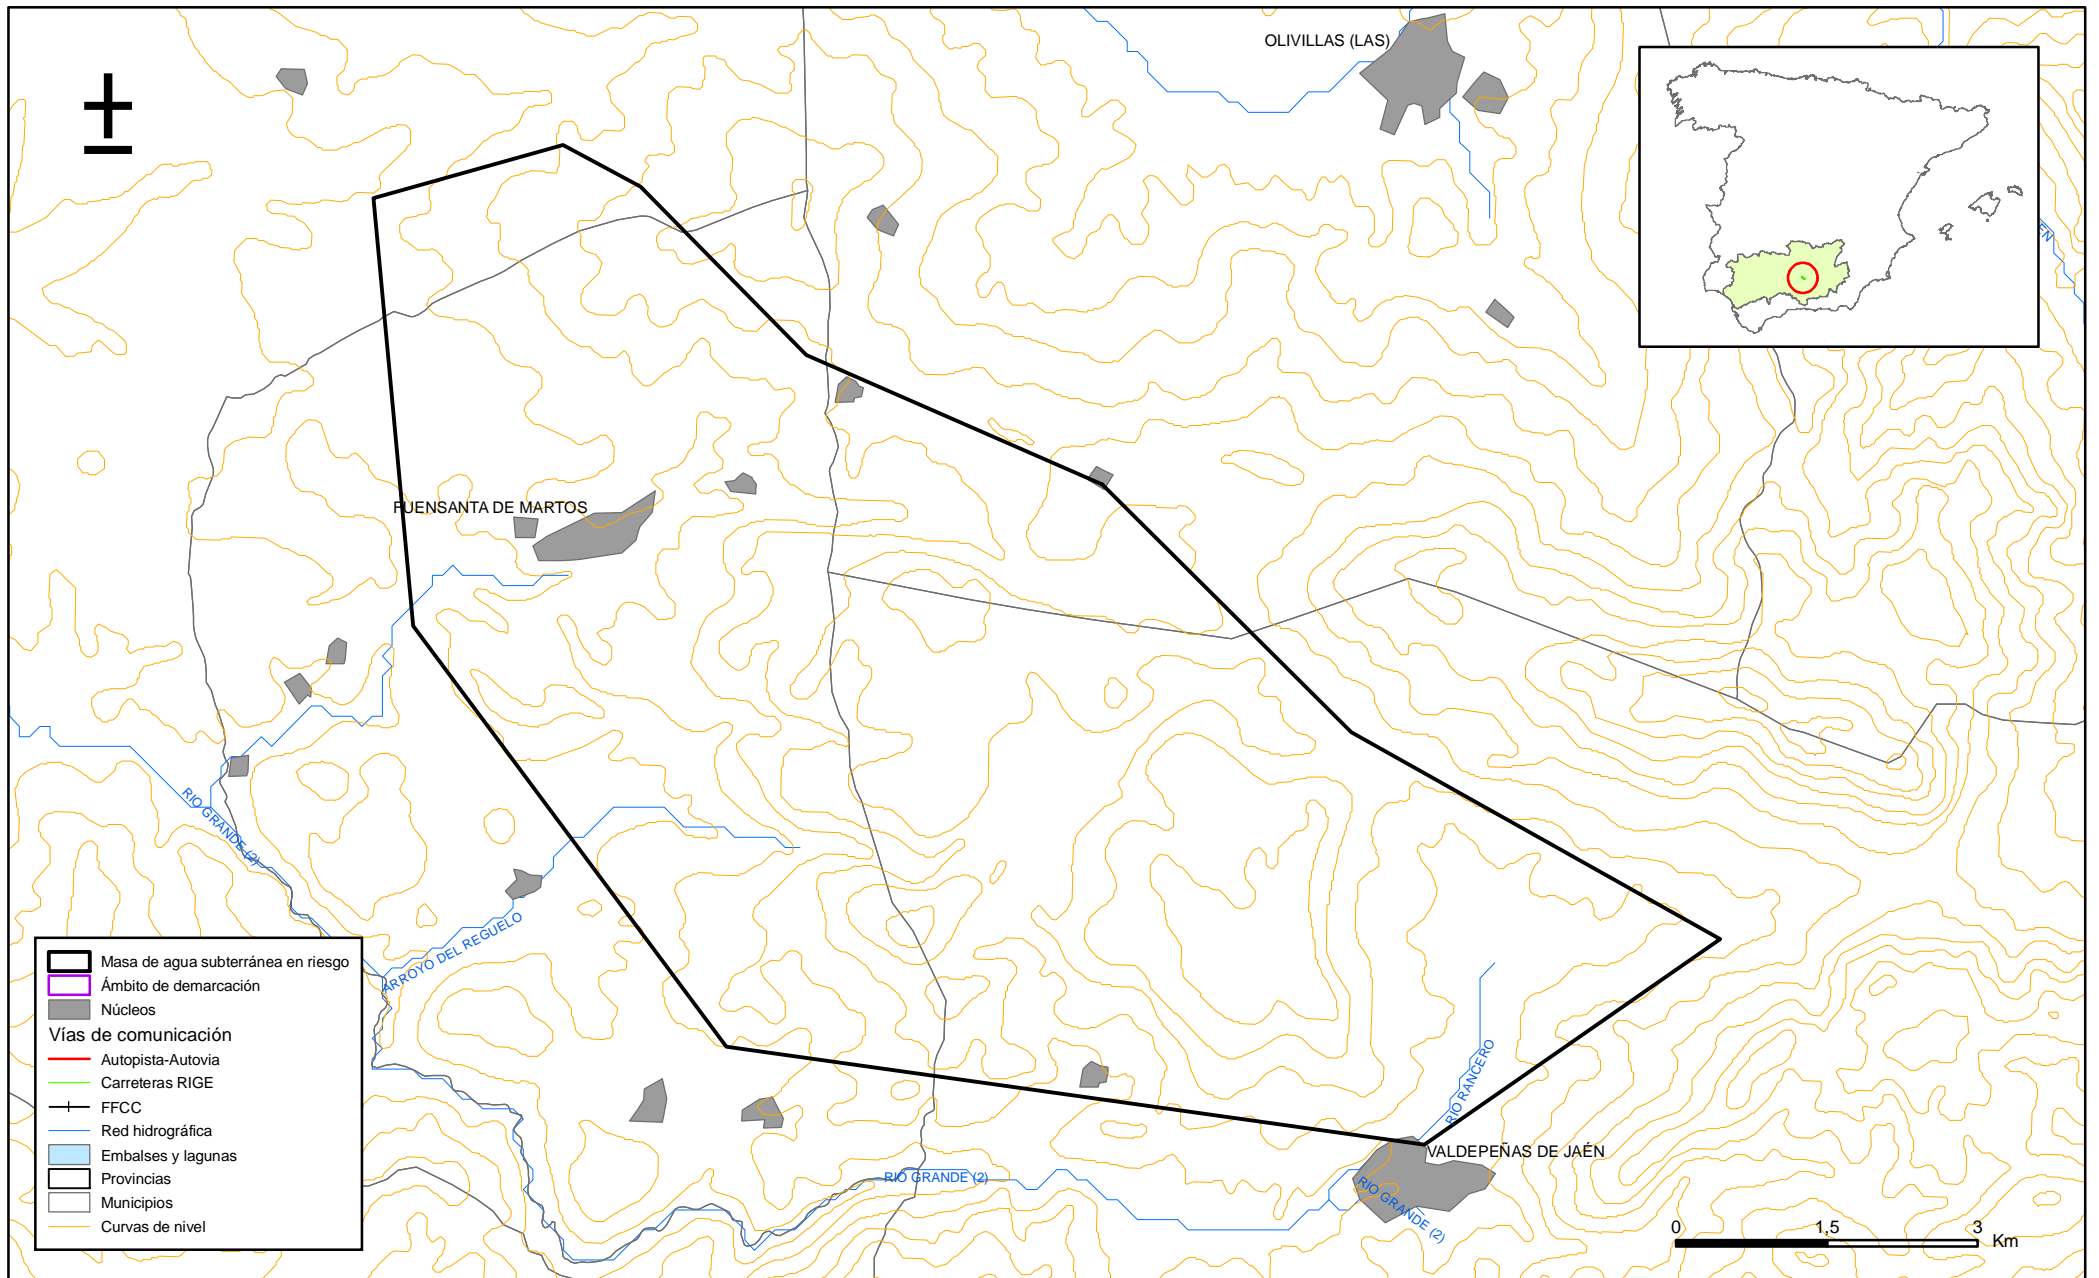 OLIVILLAS (LAS)
EN
FUENSANTA DE MARTOS
RIO GRANDE (2)
ARROYO DEL REGUELO
RIO RANCERO
VALDEPEÑAS DE JAÉN
RIO GRANDE (2)
RIO GRANDE (2)
Masa de agua subterránea en riesgo
Ámbito de demarcación
Núcleos
Vías de comunicación
Autopista-Autovia
Carreteras RIGE
FFCC
Red hidrográfica
Embalses y lagunas
Provincias
Municipios
Curvas de nivel
0 1,5 3
Km